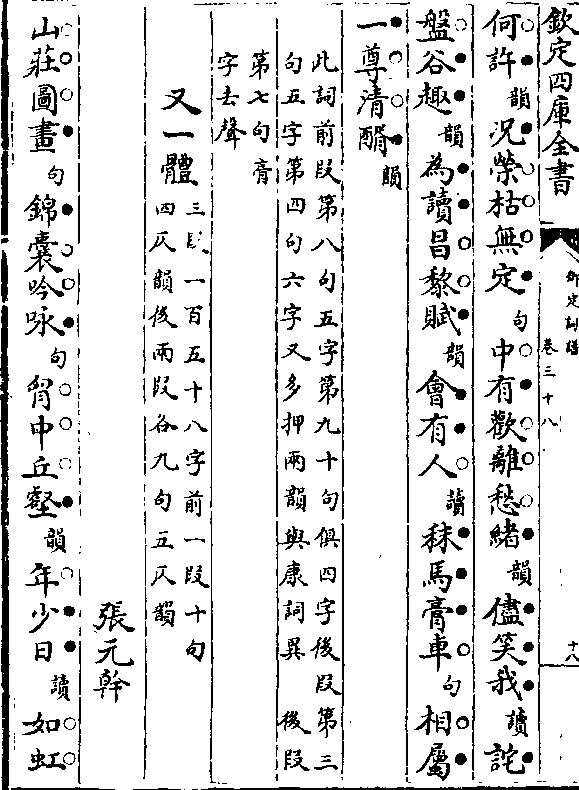 欽定四庫全書
御定詞譜
卷三十八
十八
何許韻況榮枯無定句中有歡離愁緒韻儘笑我讀詫
盤谷趣韻為讀昌黎賦韻會有人讀秣馬膏車句相屬
一尊清醑韻
此詞前段第八句五字第九十句俱四字後段第三
句五字第四句六字又多押兩韻與康詞異 後段
第七句膏
字去聲
又一體
三段一百五十八字前一段十句
四仄韻後兩段各九句五仄韻
張元幹
山莊圖畫句錦囊吟咏句胷中丘壑韻年少日讀如虹